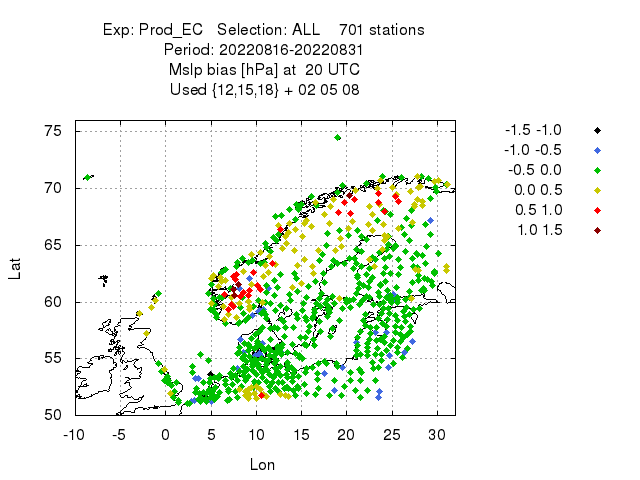 Exp: Prod_EC   Selection: ALL    701 stations
Period: 20220816-20220831
Mslp bias [hPa] at  20 UTC
Used {12,15,18} + 02 05 08
-1.5 -1.0
-1.0 -0.5
-0.5 0.0
0.0 0.5
0.5 1.0
1.0 1.5
75
70
65
60
55
50
Lat
-10 -5 0 5 10 15 20 25 30
Lon